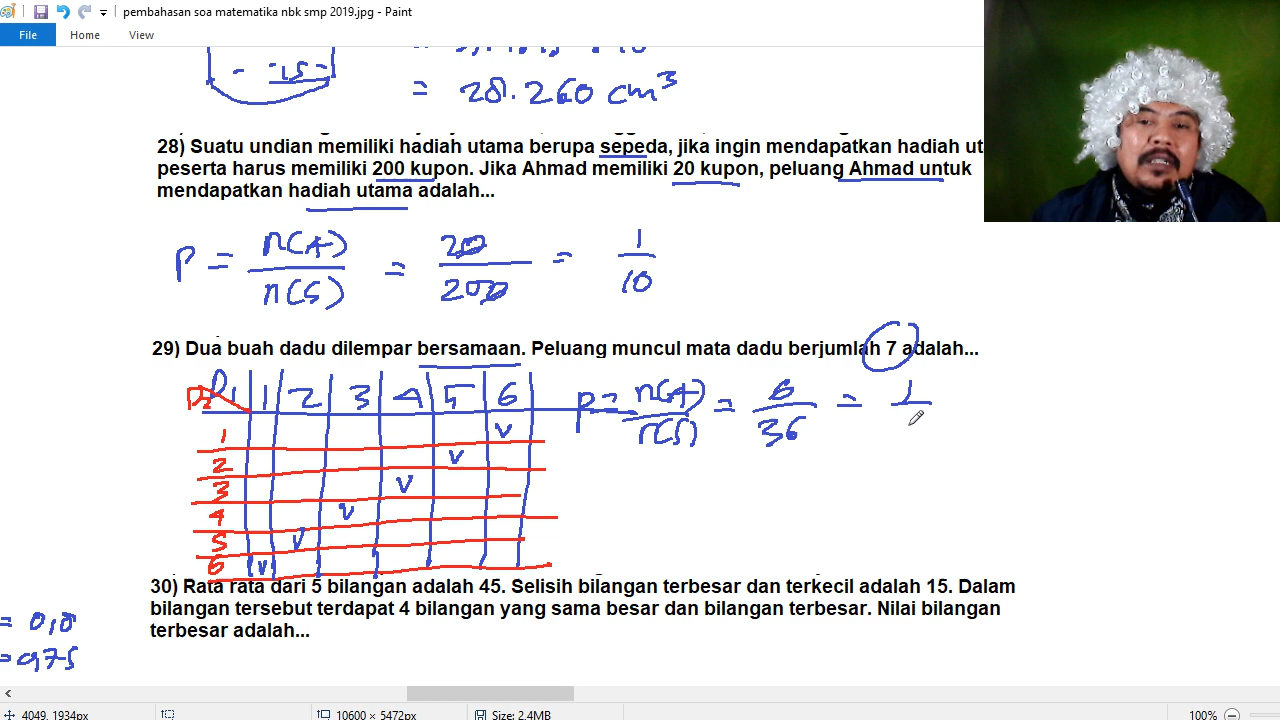 pembahasan soa matematika nbk smp 2019.jpg - Paint
File Home View
15
= 28.260 cm³
28) Suatu undian memiliki hadiah utama berupa sepeda, jika ingin mendapatkan hadiah ut
peserta harus memiliki 200 kupon. Jika Ahmad memiliki 20 kupon, peluang Ahmad untuk
mendapatkan hadiah utama adalah...
P = n(A)/n(S) = 20/200 = 1/10
29) Dua buah dadu dilempar bersamaan. Peluang muncul mata dadu berjumlah 7 adalah...
D2 D1 1 2 3 4 5 6
P = n(A)/n(S) = 6/36 = 1
1 v
2 v
3 v
4 v
5 v
6 v
30) Rata rata dari 5 bilangan adalah 45. Selisih bilangan terbesar dan terkecil adalah 15. Dalam
bilangan tersebut terdapat 4 bilangan yang sama besar dan bilangan terbesar. Nilai bilangan
terbesar adalah...
= 0,8
= 0,75
4049, 1934px 10600 × 5472px Size: 2.4MB 100%